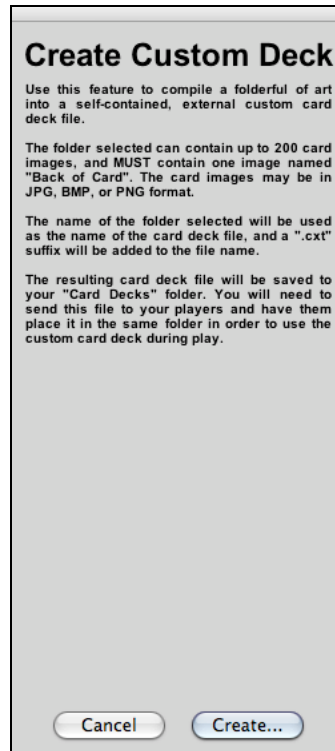 Create Custom Deck
Use this feature to compile a folderful of art
into a self-contained, external custom card
deck file.
The folder selected can contain up to 200 card
images, and MUST contain one image named
"Back of Card". The card images may be in
JPG, BMP, or PNG format.
The name of the folder selected will be used
as the name of the card deck file, and a ".cxt"
suffix will be added to the file name.
The resulting card deck file will be saved to
your "Card Decks" folder. You will need to
send this file to your players and have them
place it in the same folder in order to use the
custom card deck during play.
Cancel Create...